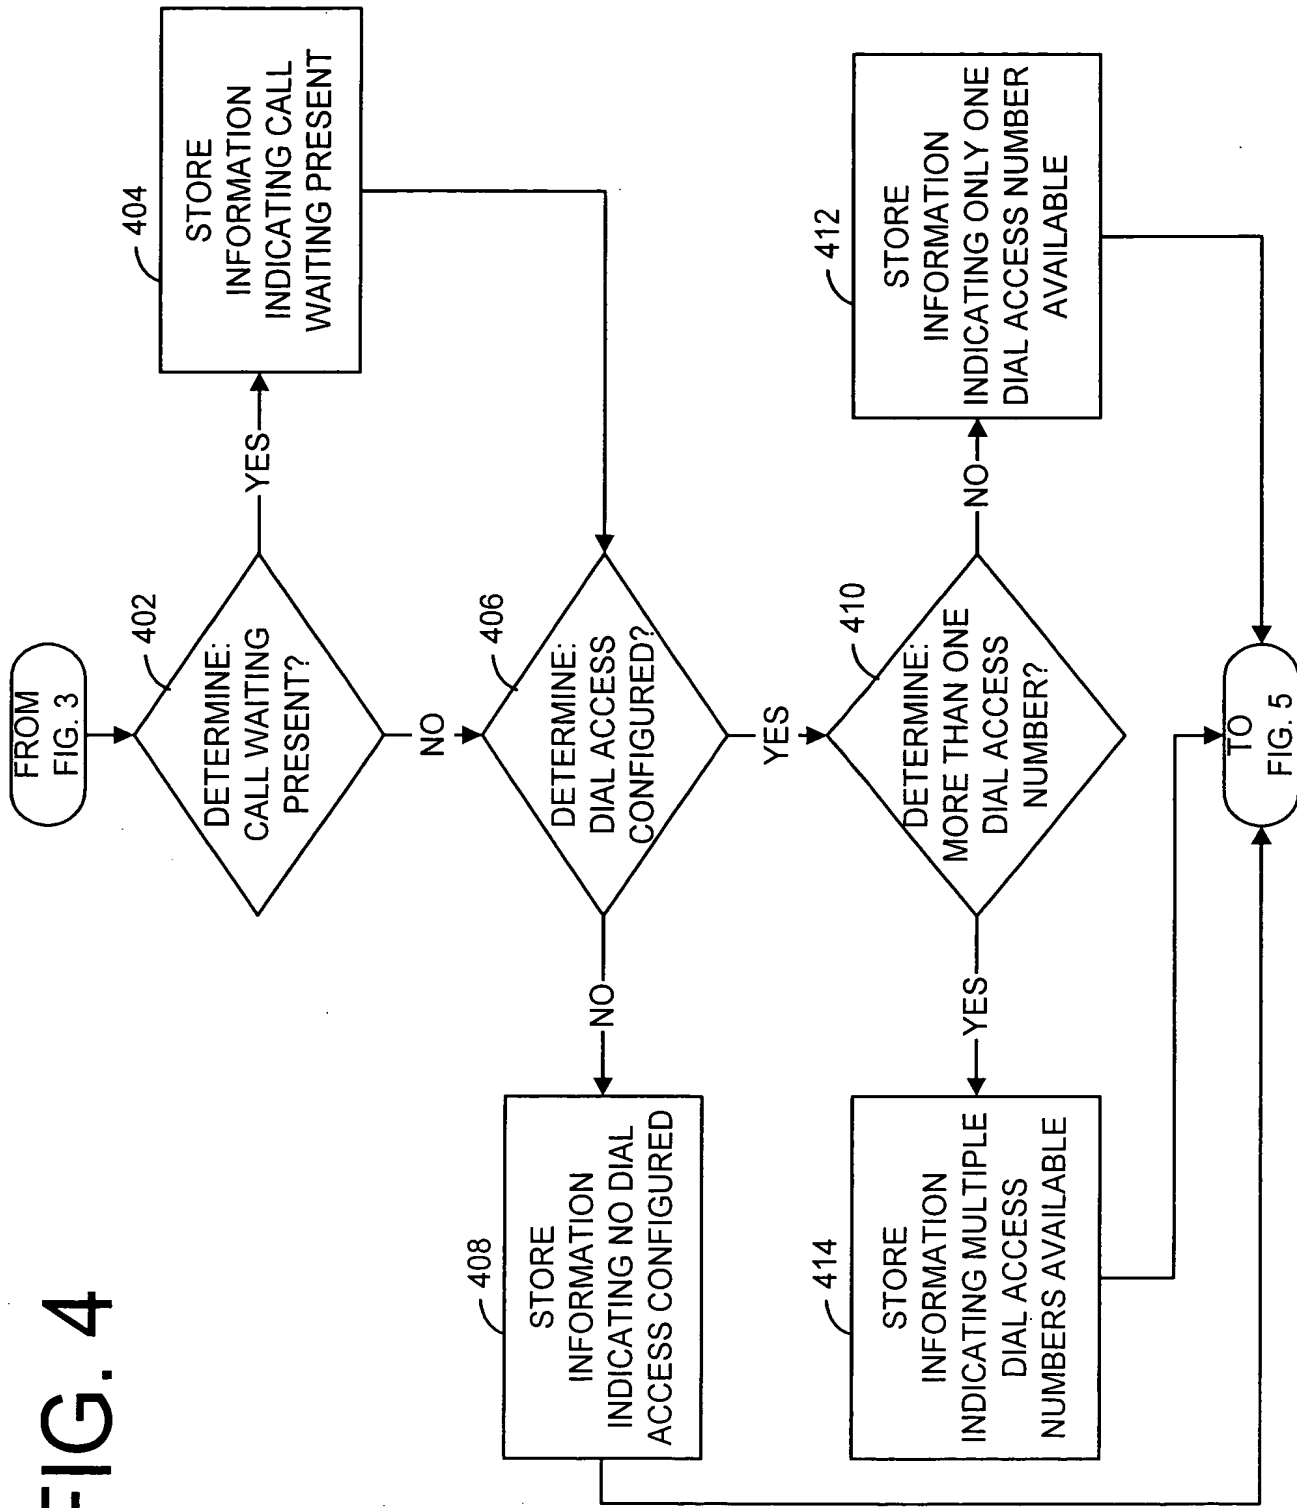 FIG. 4
FROM
FIG. 3
402
DETERMINE:
CALL WAITING
PRESENT?
YES
404
STORE
INFORMATION
INDICATING CALL
WAITING PRESENT
NO
406
DETERMINE:
DIAL ACCESS
CONFIGURED?
NO
408
STORE
INFORMATION
INDICATING NO DIAL
ACCESS CONFIGURED
YES
410
DETERMINE:
MORE THAN ONE
DIAL ACCESS
NUMBER?
NO
412
STORE
INFORMATION
INDICATING ONLY ONE
DIAL ACCESS NUMBER
AVAILABLE
YES
414
STORE
INFORMATION
INDICATING MULTIPLE
DIAL ACCESS
NUMBERS AVAILABLE
TO
FIG. 5